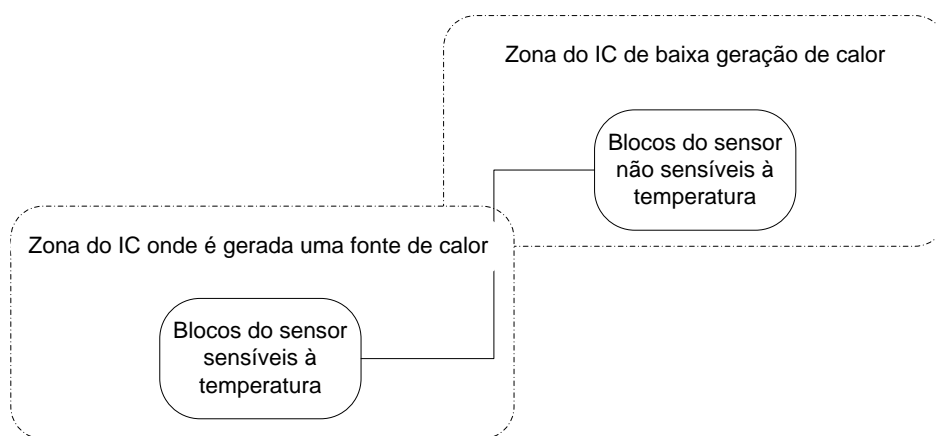 Zona do IC de baixa geração de calor
Blocos do sensor
não sensíveis à
temperatura
Zona do IC onde é gerada uma fonte de calor
Blocos do sensor
sensíveis à
temperatura